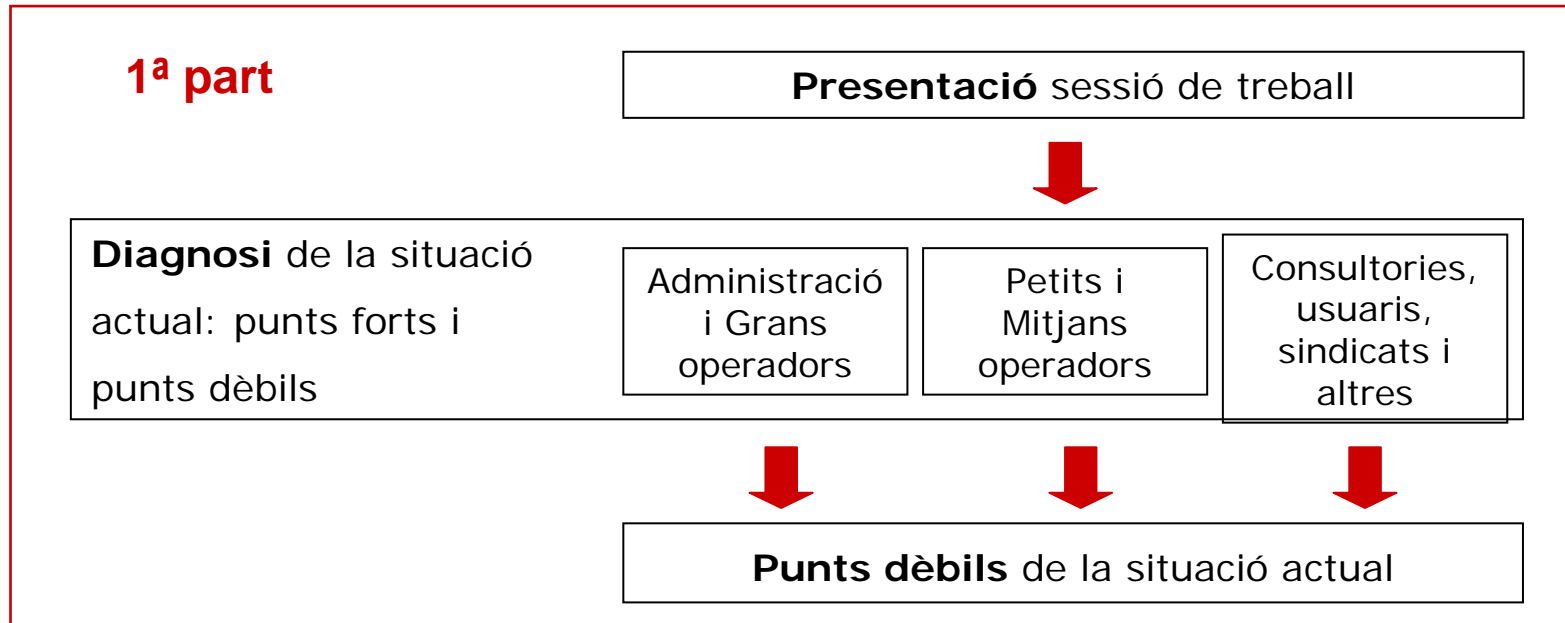 1ª part
Presentació sessió de treball
Diagnosi de la situació
actual: punts forts i
punts dèbils
Administració
i Grans
operadors
Petits i
Mitjans
operadors
Consultories,
usuaris,
sindicats i
altres
Punts dèbils de la situació actual